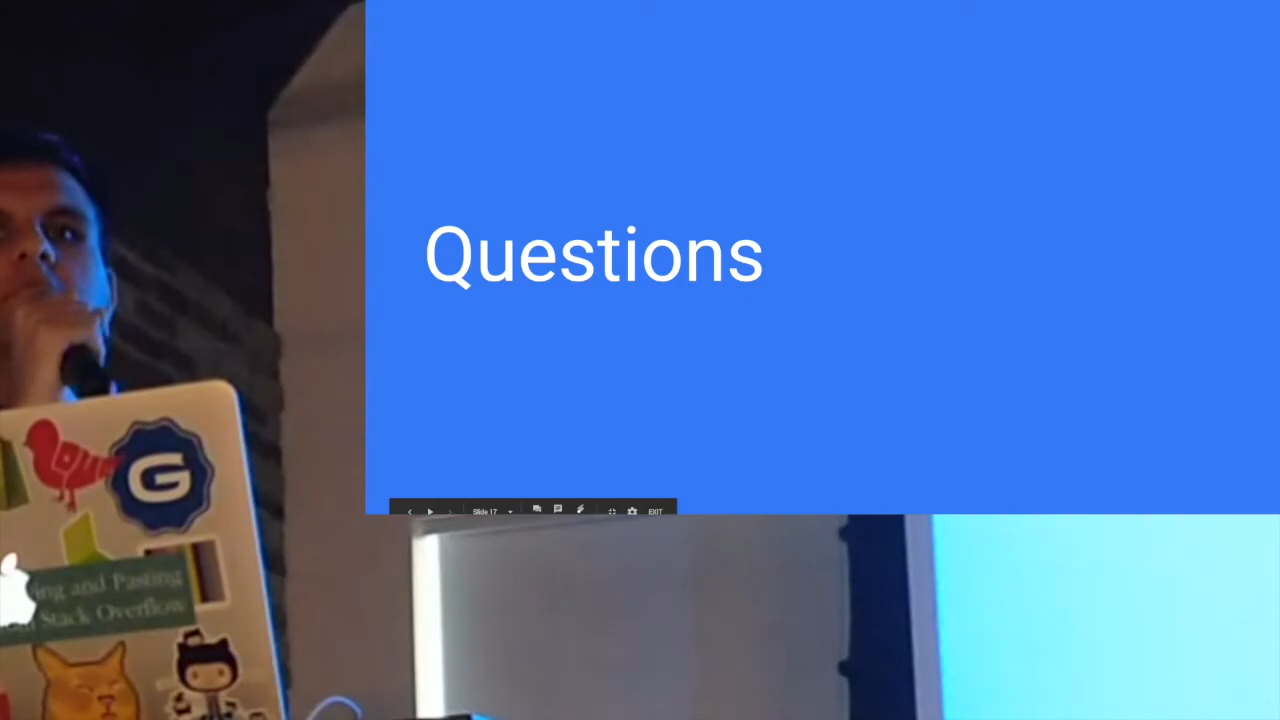 Questions
Slide 17
EXIT
G
ing and Pasting
Stack Overflow